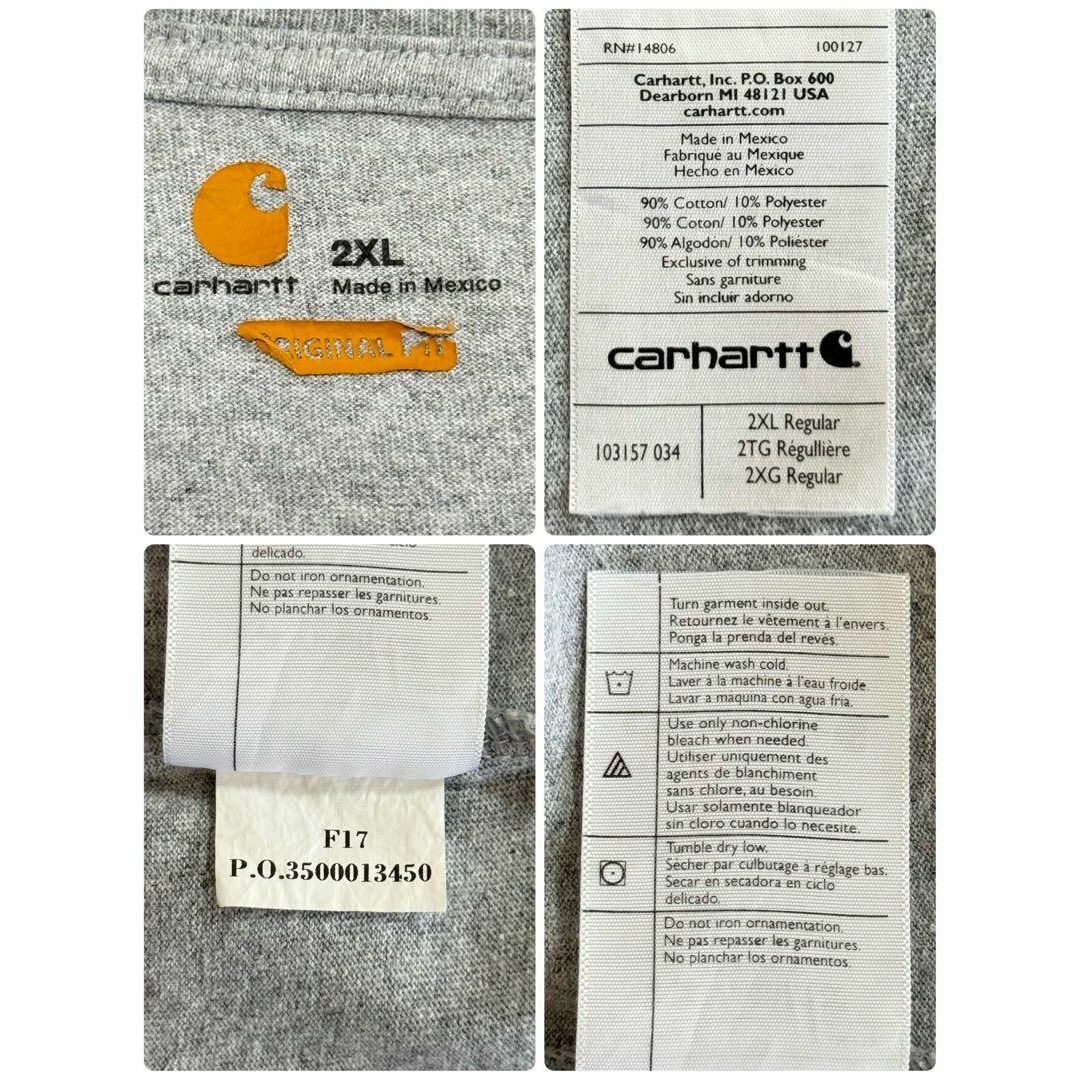 carhartt
2XL
Made in Mexico
ORIGINAL FIT
RN#14806 100127
Carhartt, Inc. P.O. Box 600
Dearborn MI 48121 USA
carhartt.com
Made in Mexico
Fabriqué au Mexique
Hecho en México
90% Cotton/ 10% Polyester
90% Coton/ 10% Polyester
90% Algodon/ 10% Poliester
Exclusive of trimming
Sans garniture
Sin incluir adorno
carhartt
103157 034
2XL Regular
2TG Régullière
2XG Regular
delicado.
Do not iron ornamentation.
Ne pas repasser les garnitures.
No planchar los ornamentos.
F17
P.O.3500013450
Turn garment inside out.
Retournez le vêtement à l'envers.
Ponga la prenda del reves.
Machine wash cold.
Laver a la machine à l'eau froide.
Lavar a maquina con agua fria.
Use only non-chlorine
bleach when needed.
Utiliser uniquement des
agents de blanchiment
sans chlore, au besoin.
Usar solamente blanqueador
sin cloro cuando lo necesite.
Tumble dry low.
Sécher par culbutage à réglage bas.
Secar en secadora en ciclo
delicado.
Do not iron ornamentation.
Ne pas repasser les garnitures.
No planchar los ornamentos.